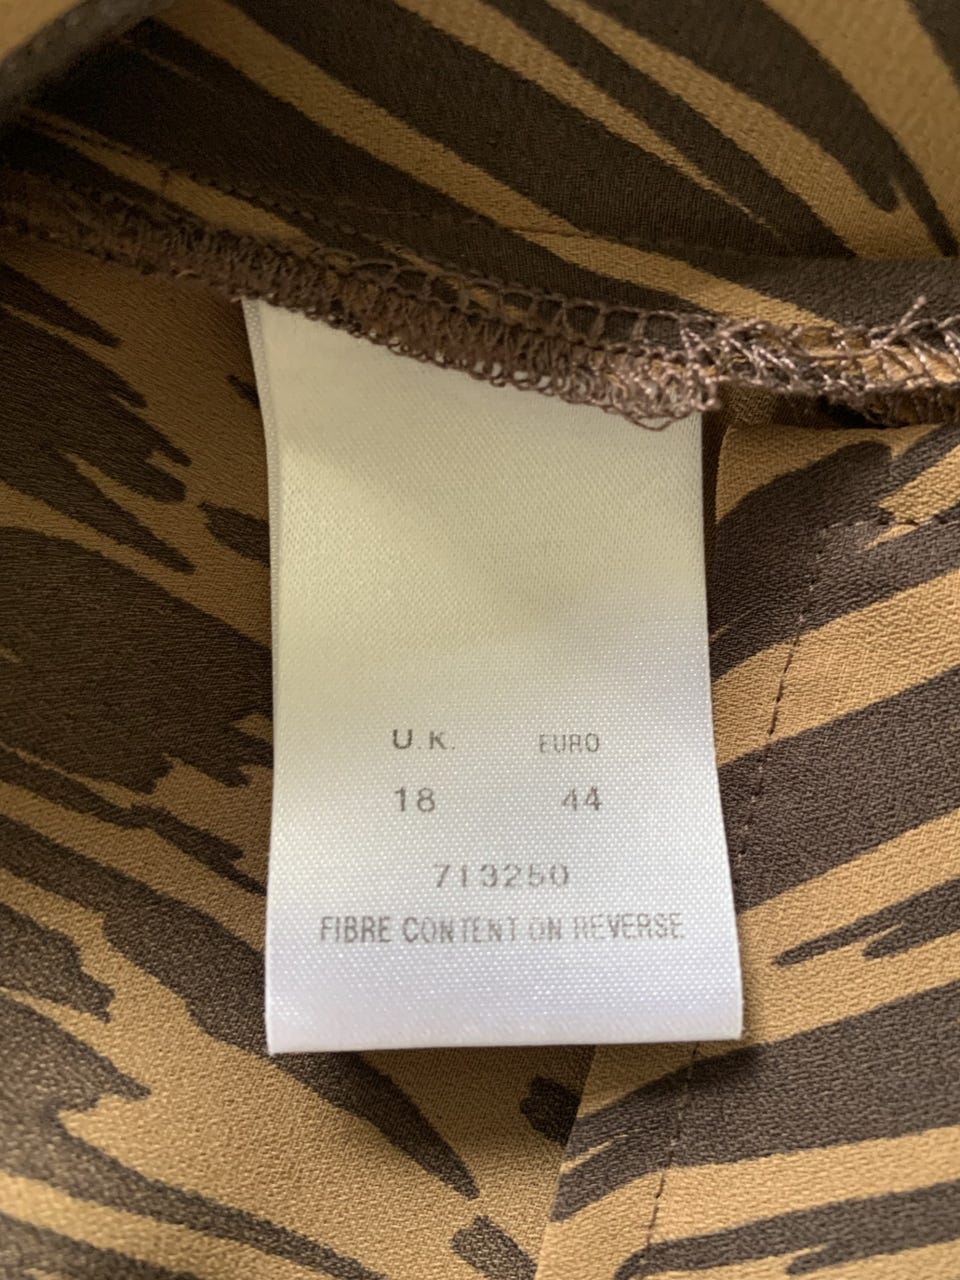 U.K. EURO
18 44
713250
FIBRE CONTENT ON REVERSE